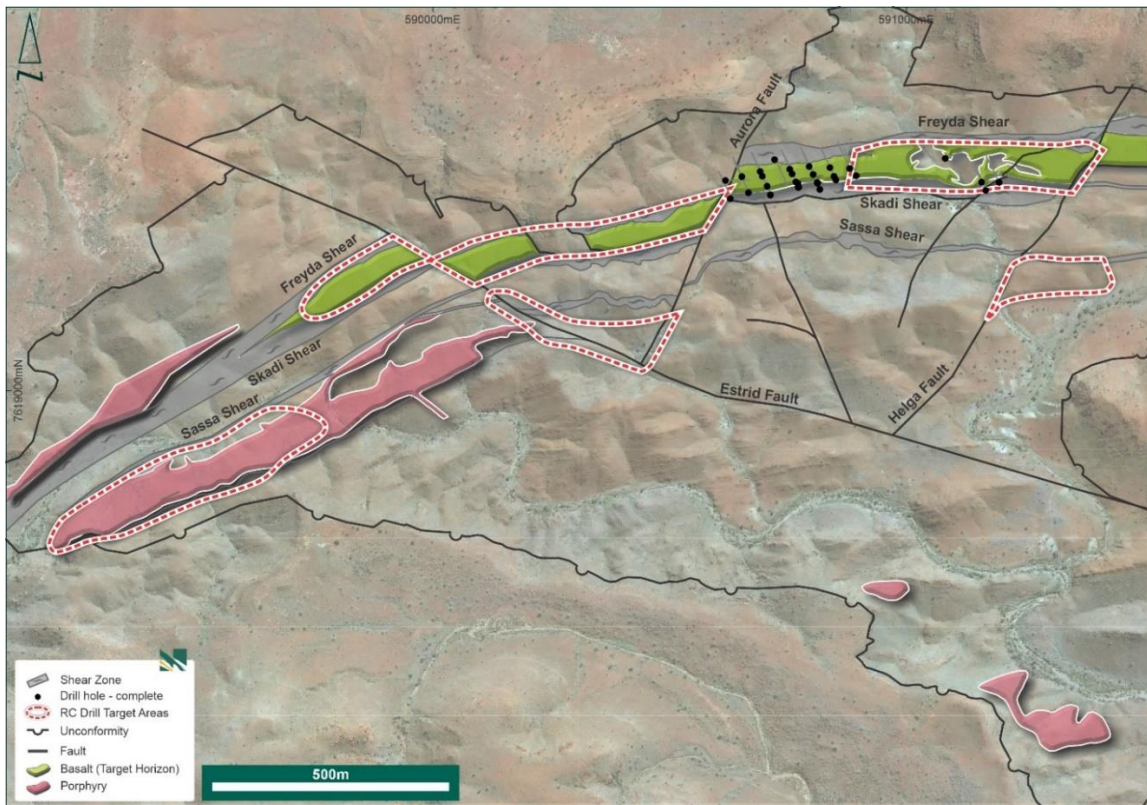 590000mE
591000mE
N
Aurora Fault
Freyda Shear
Skadi Shear
Sassa Shear
Freyda Shear
Skadi Shear
Sassa Shear
7619000mN
Estrid Fault
Helga Fault
Shear Zone
Drill hole - complete
RC Drill Target Areas
Unconformity
Fault
Basalt (Target Horizon)
Porphyry
500m